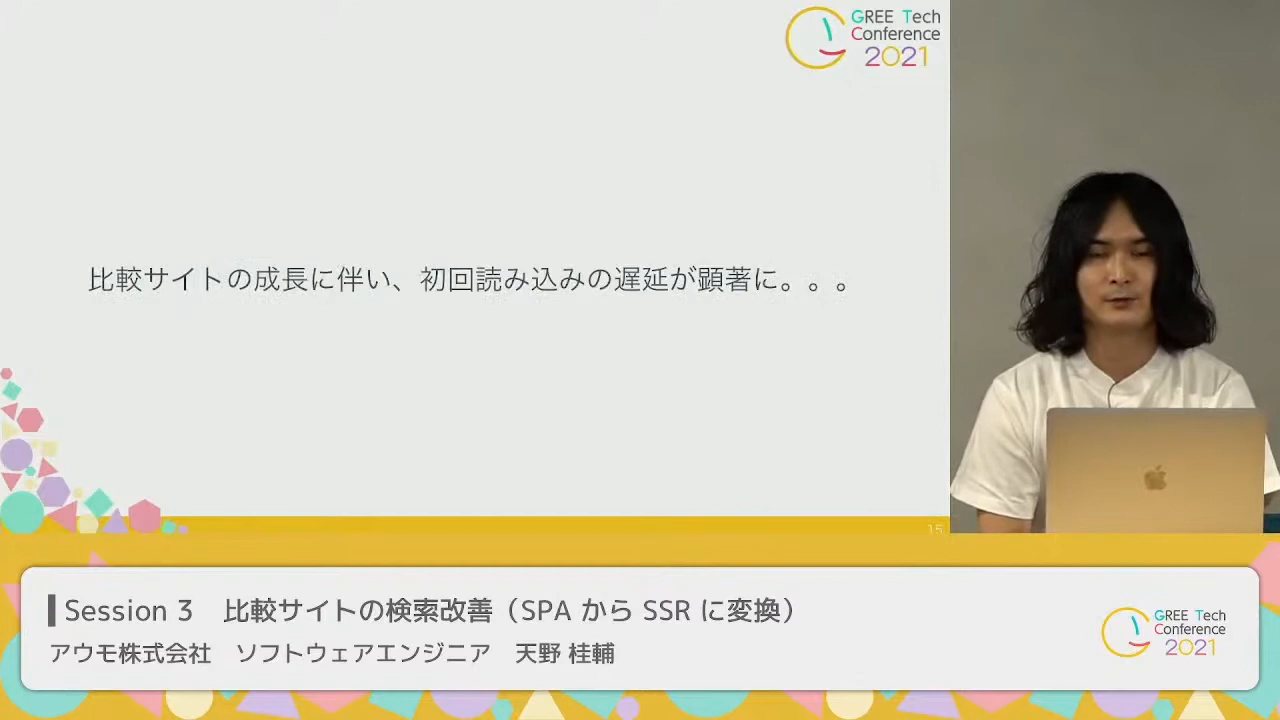 GREE Tech
Conference
2021
比較サイトの成長に伴い、初回読み込みの遅延が顕著に。。。
15
Session 3　比較サイトの検索改善（SPA から SSR に変換）
アウモ株式会社　ソフトウェアエンジニア　天野 桂輔
GREE Tech
Conference
2021